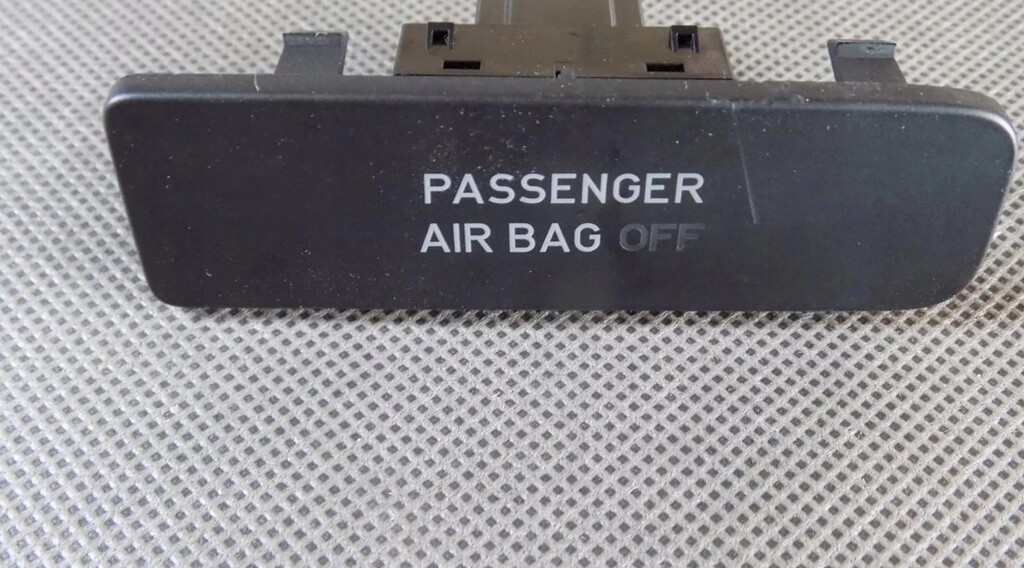 PASSENGER
AIR BAG OFF